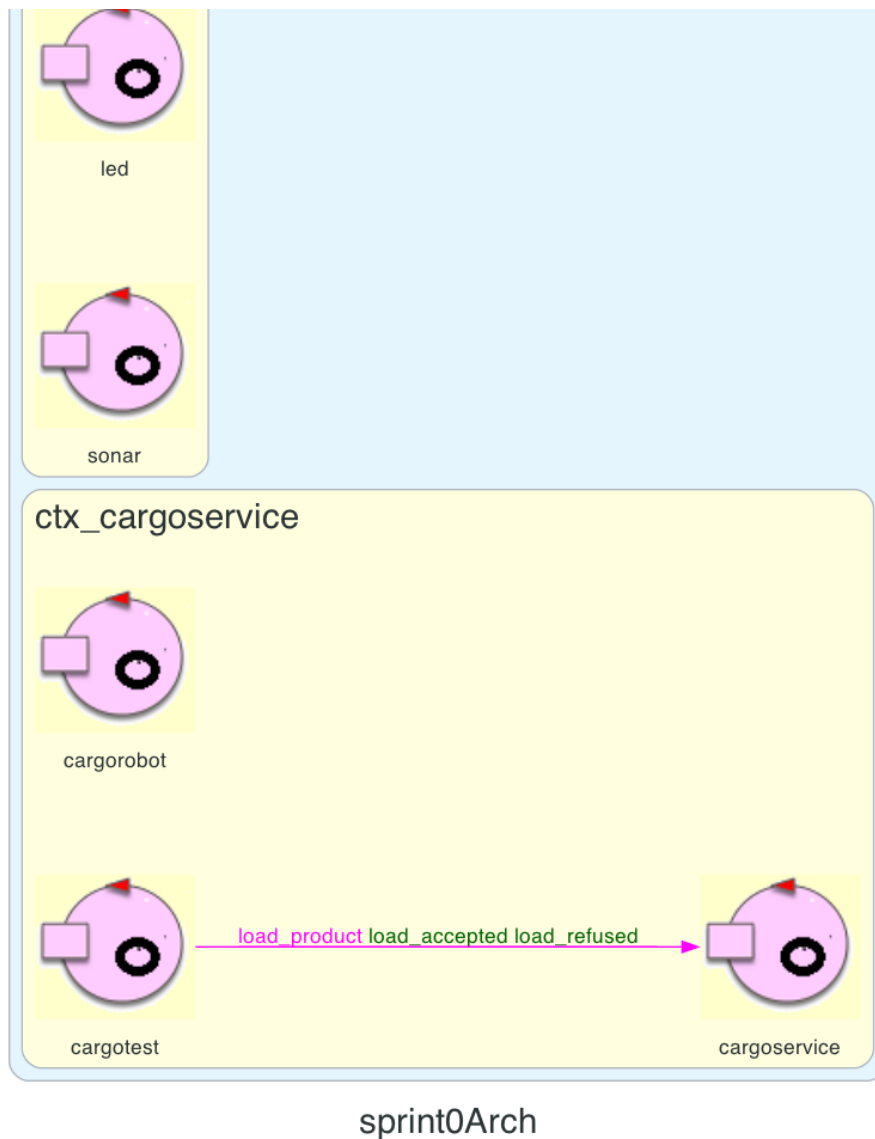 led
sonar
ctx_cargoservice
cargorobot
load_product load_accepted load_refused
cargotest
cargoservice
sprint0Arch